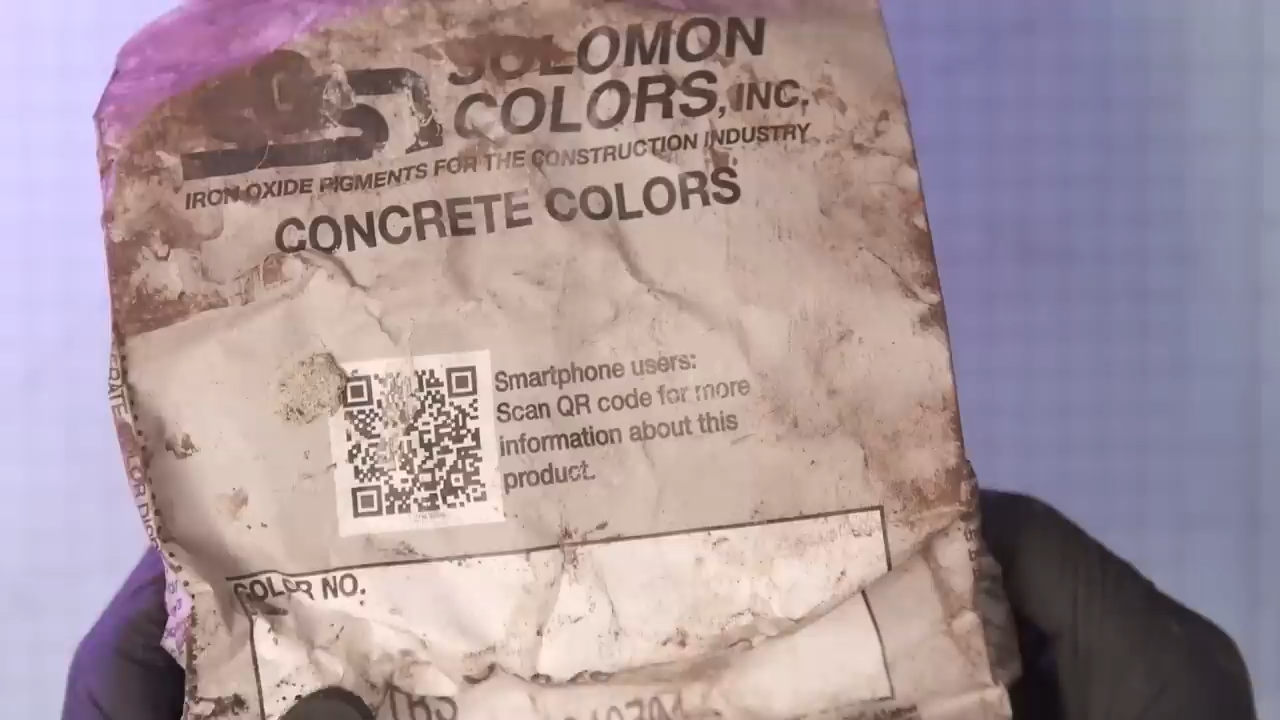 SOLOMON
COLORS, INC.
IRON OXIDE PIGMENTS FOR THE CONSTRUCTION INDUSTRY
CONCRETE COLORS
Smartphone users:
Scan QR code for more
information about this
product.
COLOR NO.